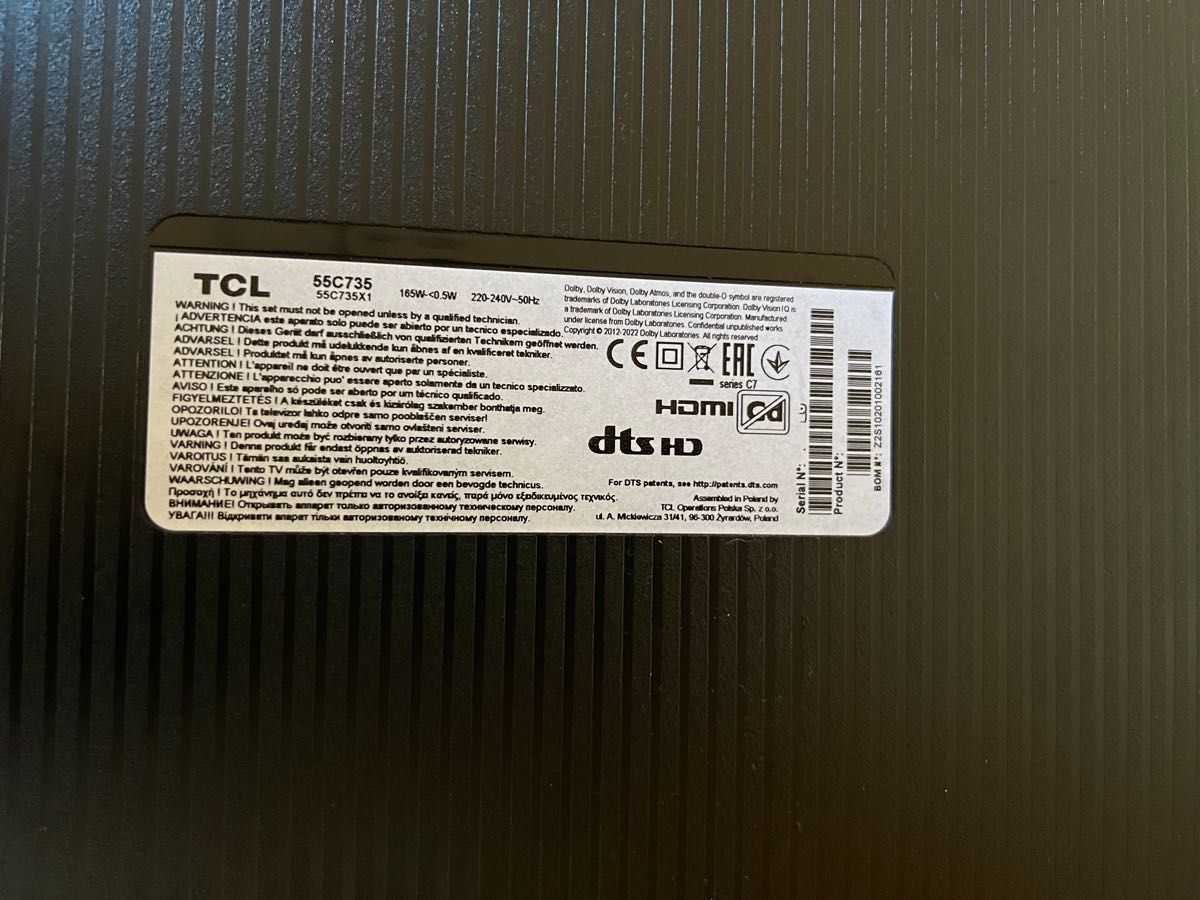 TCL
55C735
55C735X1
165W-<0.5W
220-240V~50Hz
WARNING ! This set must not be opened unless by a qualified technician.
¡ ADVERTENCIA este aparato solo puede ser abierto por un tecnico especializado.
ACHTUNG ! Dieses Gerät darf ausschließlich von qualifizierten Technikern geöffnet werden.
ADVARSEL ! Dette produkt må udelukkende kun åbnes af en kvalificeret tekniker.
ADVARSEL ! Produktet må kun åpnes av autoriserte personer.
ATTENTION ! L'appareil ne doit être ouvert que par un spécialiste.
ATTENZIONE ! L'apparecchio puo' essere aperto solamente da un tecnico specializzato.
AVISO ! Este aparelho só pode ser aberto por um técnico qualificado.
FIGYELMEZTETÉS ! A készüléket csak és kizárólag szakember bonthatja meg.
OPOZORILO! Ta televizor lahko odpre samo pooblaščen serviser!
UPOZORENJE! Ovaj uređaj može otvoriti samo ovlašteni serviser.
UWAGA ! Ten produkt może być rozbierany tylko przez autoryzowane serwisy.
VARNING ! Denna produkt får endast öppnas av auktoriserad tekniker.
VAROITUS ! Tämän saa aukaista vain huoltoyhtiö.
VAROVÁNÍ ! Tento TV může být otevřen pouze kvalifikovaným servisem.
WAARSCHUWING ! Mag alleen geopend worden door een bevogde technicus.
Προσοχή ! Το μηχάνημα αυτό δεν πρέπει να το ανοίξει κανείς, παρά μόνο εξειδικευμένος τεχνικός.
ВНИМАНИЕ! Открывать аппарат только авторизованному техническому персоналу.
УВАГА!!! Відкривати апарат тільки авторизованому технічному персоналу.
Dolby, Dolby Vision, Dolby Atmos, and the double-D symbol are registered
trademarks of Dolby Laboratories Licensing Corporation. Dolby Vision IQ is
a trademark of Dolby Laboratories Licensing Corporation. Manufactured
under license from Dolby Laboratories. Confidential unpublished works
Copyright © 2012-2022 Dolby Laboratories. All rights reserved.
CE
EAC
series C7
HDMI
dts HD
For DTS patents, see http://patents.dts.com
Assembled in Poland by
TCL Operations Polska Sp. z o.o.
ul. A. Mickiewicza 31/41, 96-300 Żyrardów, Poland
Serial N°:
Product N°:
BOM N°: Z2S10201002161